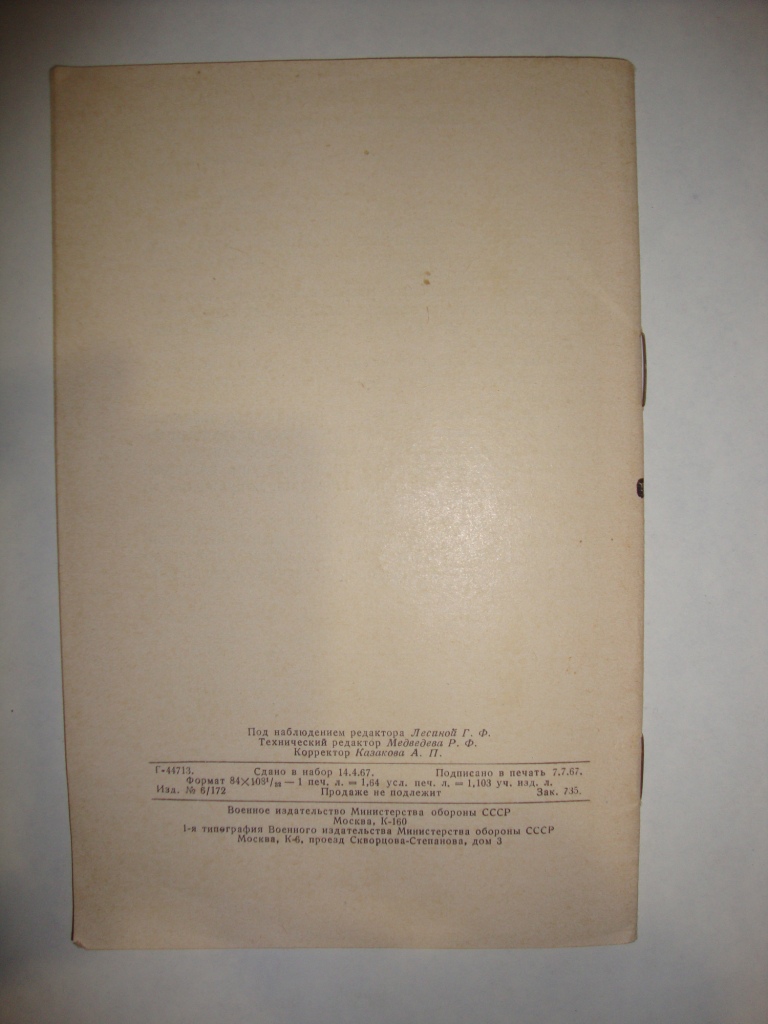 Под наблюдением редактора Лесиной Г. Ф.
Технический редактор Медведева Р. Ф.
Корректор Казакова А. П.
Г-44713. Сдано в набор 14.4.67. Подписано в печать 7.7.67.
Формат 84×108¹/₃₂ — 1 печ. л. = 1,64 усл. печ. л. = 1,103 уч. изд. л.
Изд. № 6/172 Продаже не подлежит Зак. 735.
Военное издательство Министерства обороны СССР
Москва, К-160
1-я типография Военного издательства Министерства обороны СССР
Москва, К-6, проезд Скворцова-Степанова, дом 3